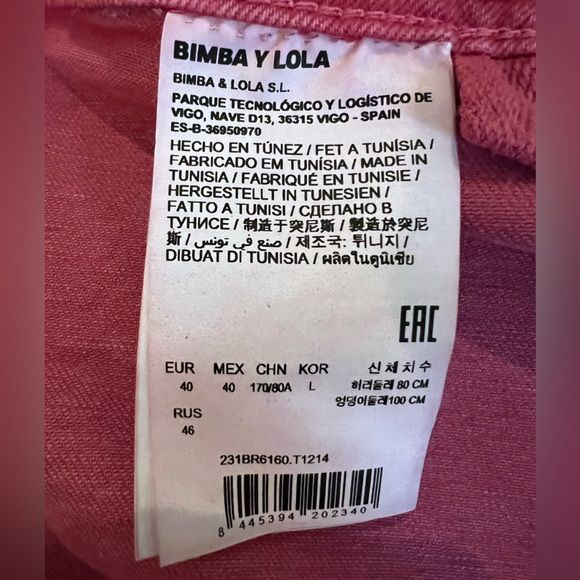 BIMBA Y LOLA
BIMBA & LOLA S.L.
PARQUE TECNOLÓGICO Y LOGÍSTICO DE
VIGO, NAVE D13, 36315 VIGO - SPAIN
ES-B-36950970
HECHO EN TÚNEZ / FET A TUNÍSIA /
FABRICADO EM TUNÍSIA / MADE IN
TUNISIA / FABRIQUÉ EN TUNISIE /
HERGESTELLT IN TUNESIEN /
FATTO A TUNISI / СДЕЛАНО В
ТУНИСЕ / 制造于突尼斯 / 製造於突尼
斯 / صنع في تونس / 제조국: 튀니지 /
DIBUAT DI TUNISIA / ผลิตในตูนิเซีย
EAC
EUR MEX CHN KOR 신체치수
40 40 170/80A L 허리둘레 80 CM
엉덩이둘레100 CM
RUS
46
231BR6160.T1214
8 445394 202340